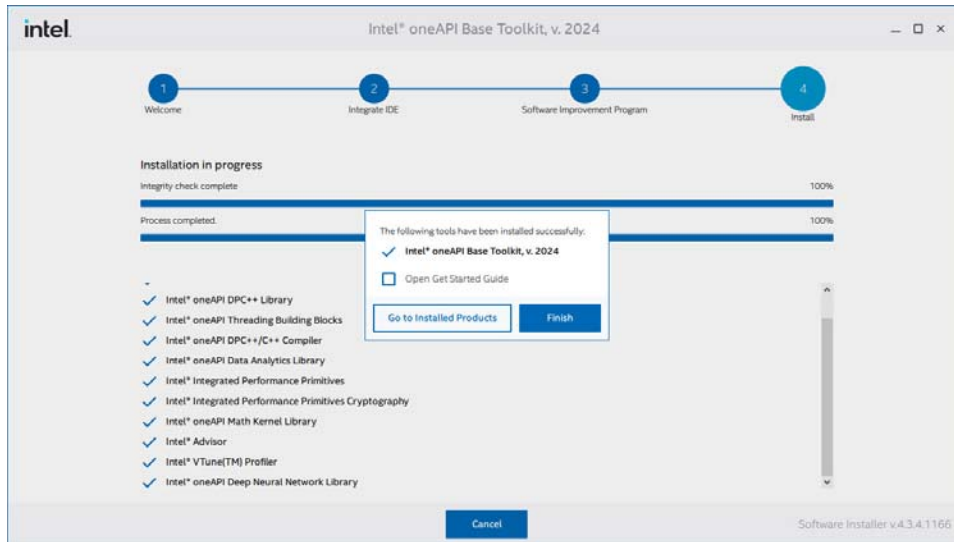 intel.
Intel® oneAPI Base Toolkit, v. 2024
1
2
3
4
Welcome
Integrate IDE
Software Improvement Program
Install
Installation in progress
Integrity check complete
100%
Process completed.
100%
The following tools have been installed successfully:
Intel® oneAPI Base Toolkit, v. 2024
Open Get Started Guide
Go to Installed Products
Finish
Intel® oneAPI DPC++ Library
Intel® oneAPI Threading Building Blocks
Intel® oneAPI DPC++/C++ Compiler
Intel® oneAPI Data Analytics Library
Intel® Integrated Performance Primitives
Intel® Integrated Performance Primitives Cryptography
Intel® oneAPI Math Kernel Library
Intel® Advisor
Intel® VTune(TM) Profiler
Intel® oneAPI Deep Neural Network Library
Cancel
Software Installer v.4.3.4.1166